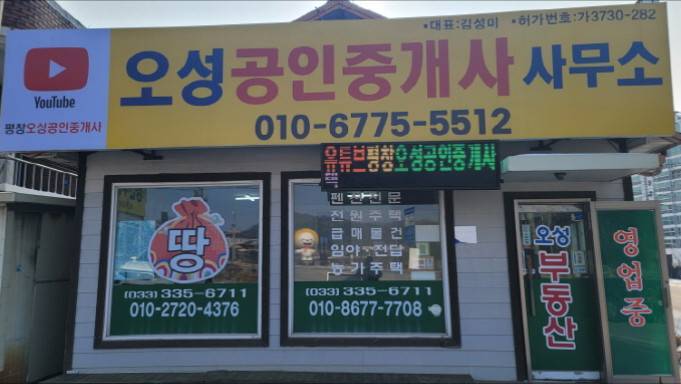 •대표:김성미 •허가번호:가3730-282
YouTube
평창오성공인중개사
오성공인중개사 사무소
010-6775-5512
유튜브평창오성공인중개사
땅
(033) 335-6711
010-2720-4376
펜션전문
전원주택
급매물건
임야·전답
농가주택
(033) 335-6711
010-8677-7708
오성
부동산
영업중